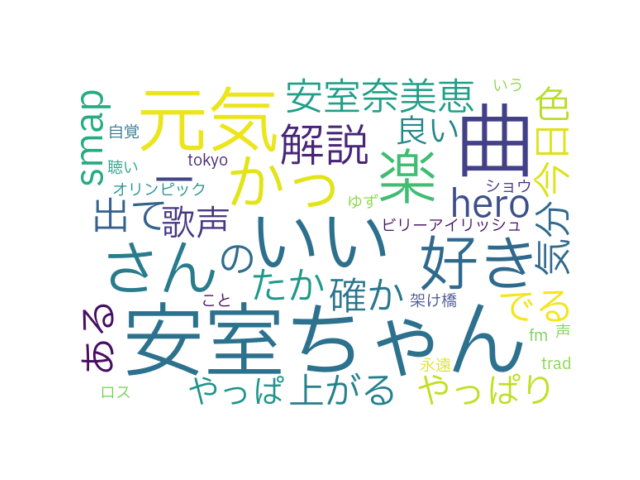 いう
smap
元気
安室奈美恵
今日
色
曲
自覚
解説
良い
tokyo
聴い
ー
かっ
楽
ショウ
オリンピック
hero
ゆず
出て
歌声
ビリーアイリッシュ
気分
さん
の
いい
好き
たか
確か
こと
架け橋
でる
ある
安室ちゃん
fm
声
永遠
trad
ロス
やっぱ
上がる
やっぱり